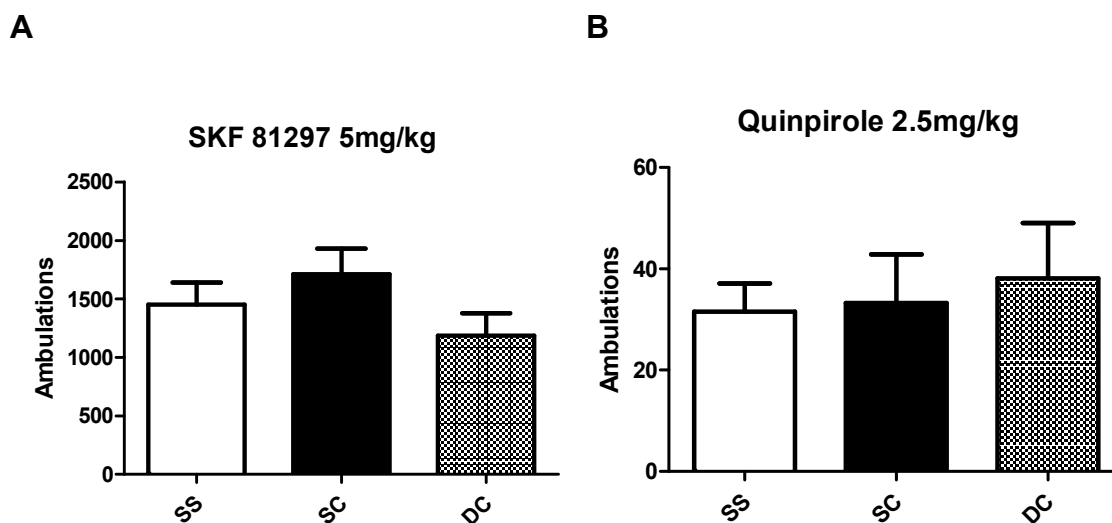 A
SKF 81297 5mg/kg
Ambulations
2500
2000
1500
1000
500
0
SS
SC
DC
B
Quinpirole 2.5mg/kg
Ambulations
60
40
20
0
SS
SC
DC